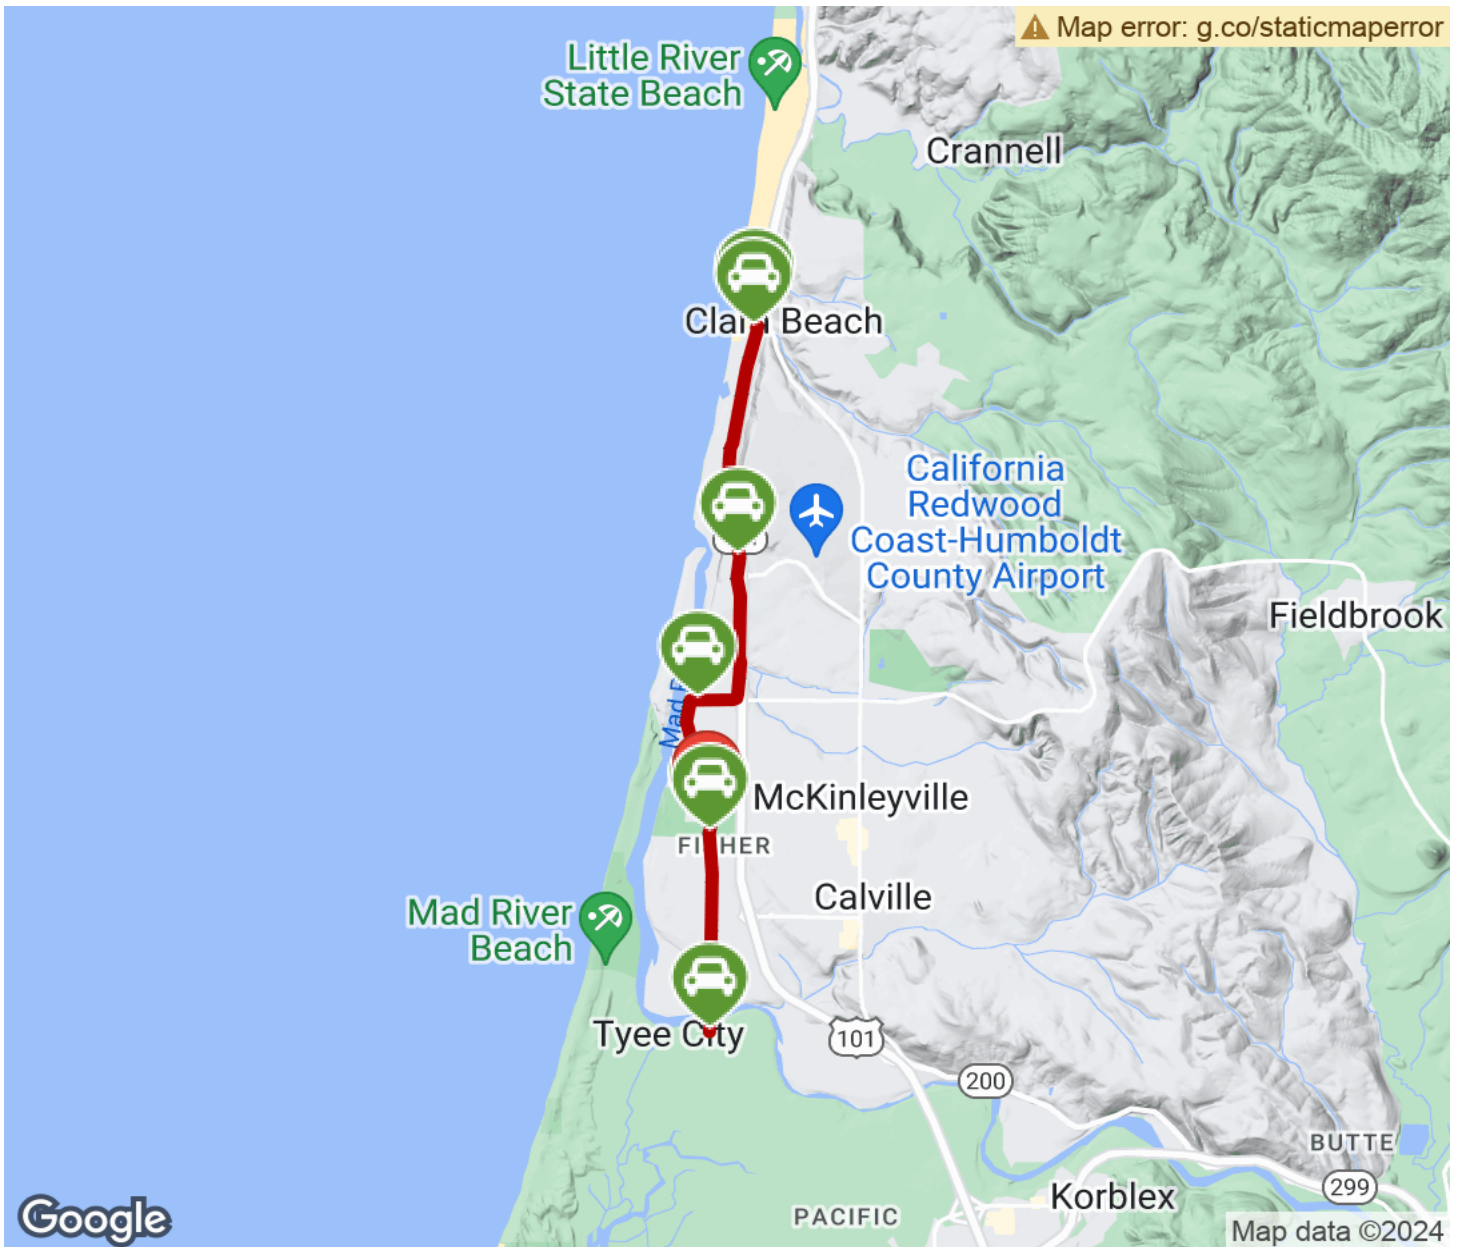 Map error: g.co/staticmaperror
Little River
State Beach
Crannell
Clam Beach
California
Redwood
Coast-Humboldt
County Airport
Fieldbrook
Mad
McKinleyville
FISHER
Calville
Mad River
Beach
Tyee City
101
200
BUTTE
299
Korblex
PACIFIC
Google
Map data ©2024